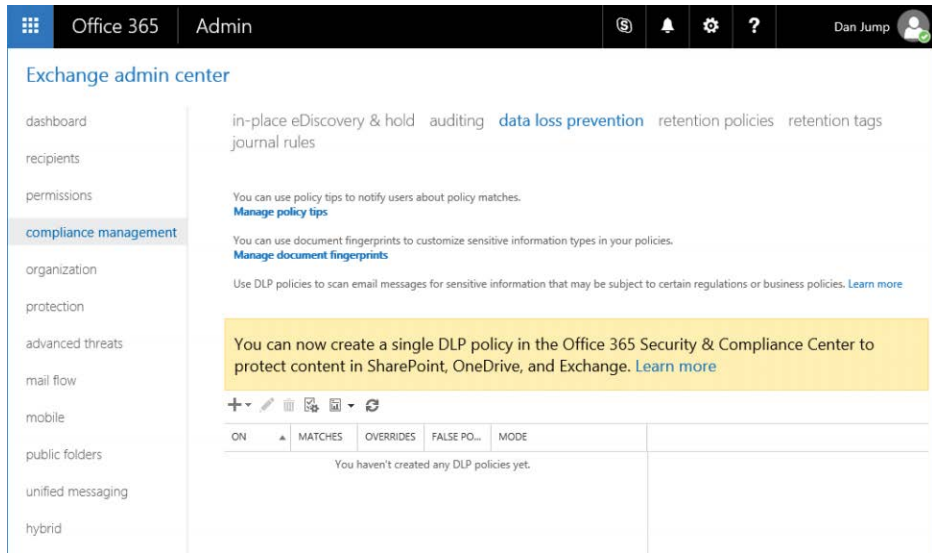 Office 365 Admin Dan Jump
Exchange admin center
dashboard
recipients
permissions
compliance management
organization
protection
advanced threats
mail flow
mobile
public folders
unified messaging
hybrid
in-place eDiscovery & hold auditing data loss prevention retention policies retention tags
journal rules
You can use policy tips to notify users about policy matches.
Manage policy tips
You can use document fingerprints to customize sensitive information types in your policies.
Manage document fingerprints
Use DLP policies to scan email messages for sensitive information that may be subject to certain regulations or business policies. Learn more
You can now create a single DLP policy in the Office 365 Security & Compliance Center to
protect content in SharePoint, OneDrive, and Exchange. Learn more
ON MATCHES OVERRIDES FALSE PO... MODE
You haven't created any DLP policies yet.